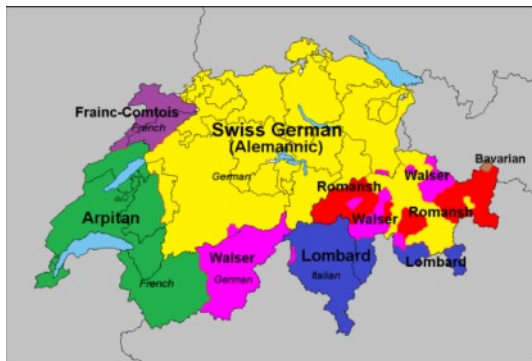 Frainc-Comtois
French
Swiss German
(Alemannic)
German
Bavarian
Walser
Romansh
Walser
Romansh
Arpitan
Walser
German
Lombard
Italian
Lombard
French